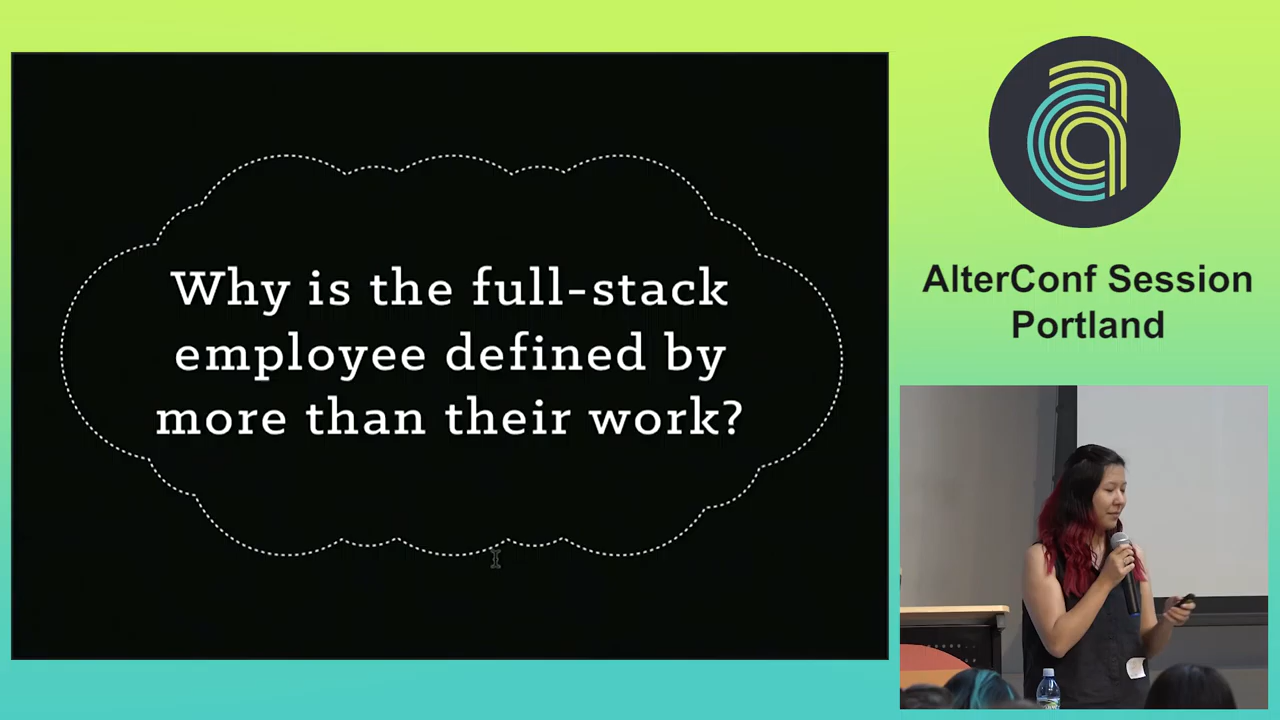 Why is the full-stack
employee defined by
more than their work?
AlterConf Session
Portland